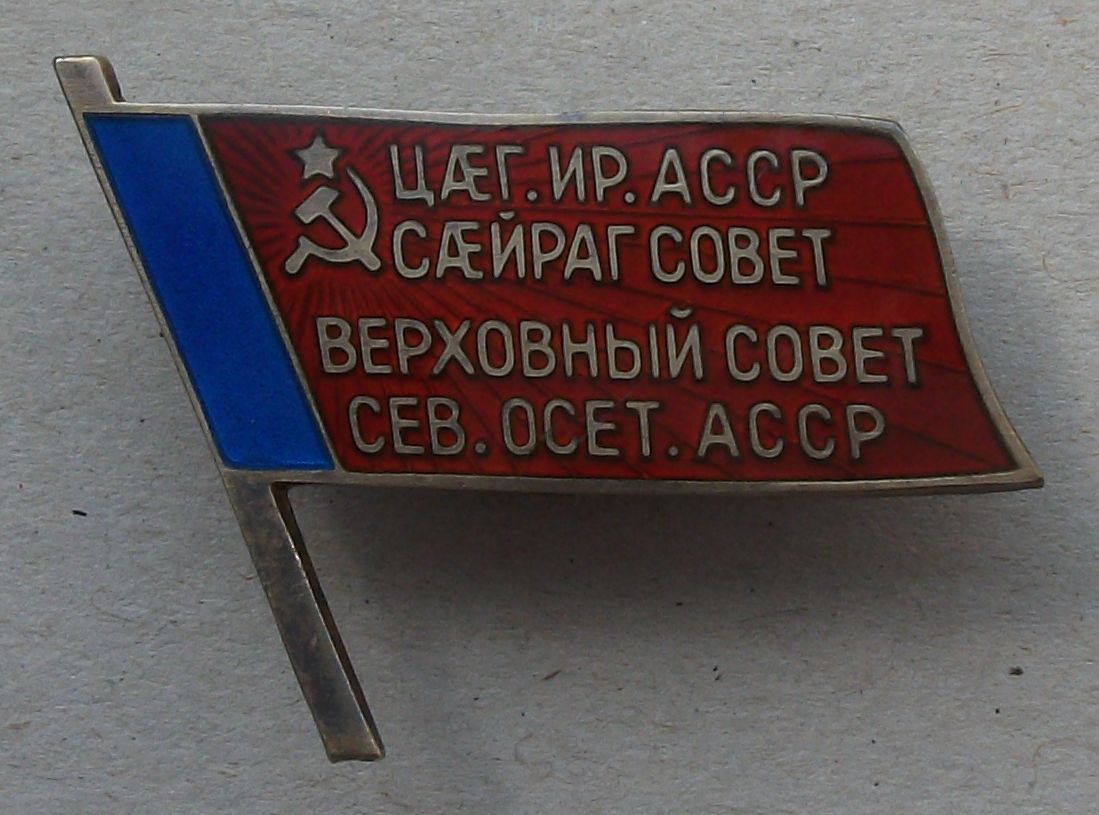 ЦÆГ. ИР. АССР
СÆЙРАГ СОВЕТ
ВЕРХОВНЫЙ СОВЕТ
СЕВ. ОСЕТ. АССР